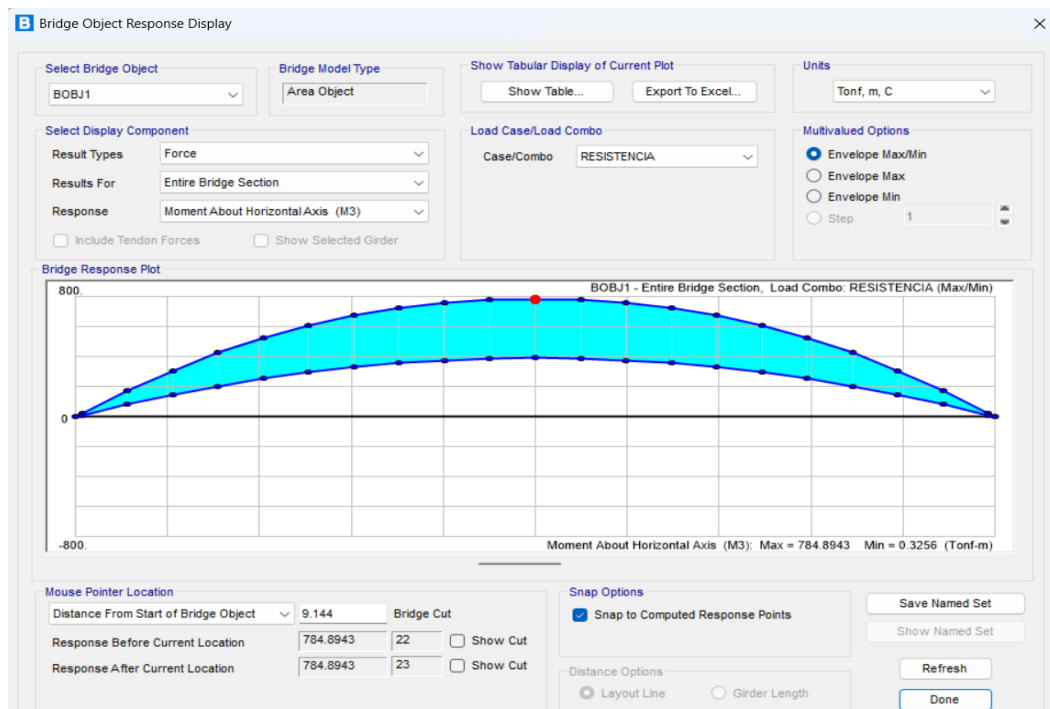 B Bridge Object Response Display
Select Bridge Object
BOBJ1
Bridge Model Type
Area Object
Show Tabular Display of Current Plot
Show Table...
Export To Excel...
Units
Tonf, m, C
Select Display Component
Result Types Force
Results For Entire Bridge Section
Response Moment About Horizontal Axis (M3)
Include Tendon Forces Show Selected Girder
Load Case/Load Combo
Case/Combo RESISTENCIA
Multivalued Options
Envelope Max/Min
Envelope Max
Envelope Min
Step 1
Bridge Response Plot
800. BOBJ1 - Entire Bridge Section, Load Combo: RESISTENCIA (Max/Min)
0
-800. Moment About Horizontal Axis (M3): Max = 784.8943 Min = 0.3256 (Tonf-m)
Mouse Pointer Location
Distance From Start of Bridge Object 9.144 Bridge Cut
Response Before Current Location 784.8943 22 Show Cut
Response After Current Location 784.8943 23 Show Cut
Snap Options
Snap to Computed Response Points
Distance Options
Layout Line Girder Length
Save Named Set
Show Named Set
Refresh
Done